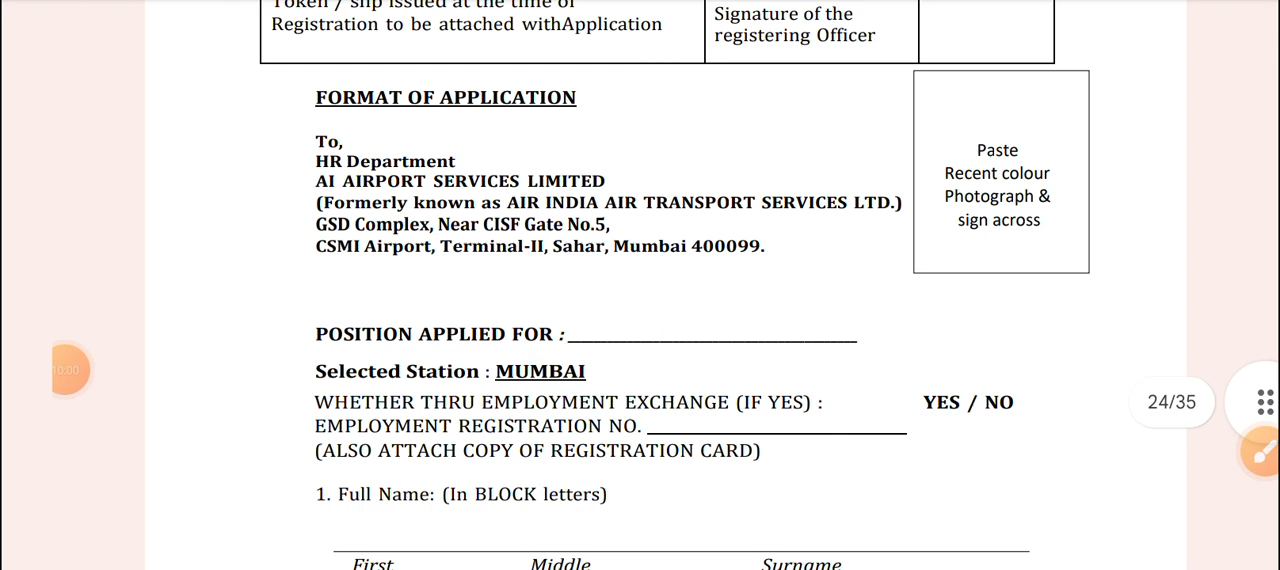 Token / slip issued at the time of
Registration to be attached withApplication
Signature of the
registering Officer
FORMAT OF APPLICATION
To,
HR Department
AI AIRPORT SERVICES LIMITED
(Formerly known as AIR INDIA AIR TRANSPORT SERVICES LTD.)
GSD Complex, Near CISF Gate No.5,
CSMI Airport, Terminal-II, Sahar, Mumbai 400099.
Paste
Recent colour
Photograph &
sign across
POSITION APPLIED FOR :
Selected Station : MUMBAI
WHETHER THRU EMPLOYMENT EXCHANGE (IF YES) : YES / NO
EMPLOYMENT REGISTRATION NO.
(ALSO ATTACH COPY OF REGISTRATION CARD)
1. Full Name: (In BLOCK letters)
First Middle Surname
10:00
24/35